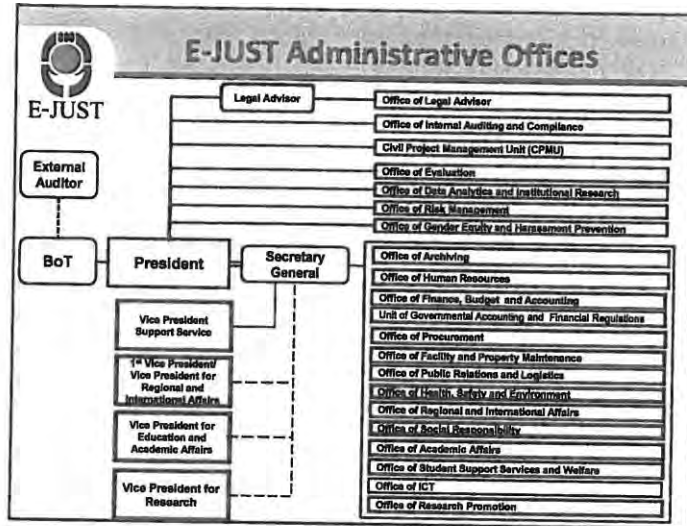 E-JUST Administrative Offices
E-JUST
Legal Advisor
Office of Legal Advisor
Office of Internal Auditing and Compliance
Civil Project Management Unit (CPMU)
External
Auditor
Office of Evaluation
Office of Data Analytics and Institutional Research
Office of Risk Management
Office of Gender Equity and Harassment Prevention
BoT
President
Secretary
General
Office of Archiving
Office of Human Resources
Office of Finance, Budget and Accounting
Unit of Governmental Accounting and Financial Regulations
Office of Procurement
Office of Facility and Property Maintenance
Office of Public Relations and Logistics
Office of Health, Safety and Environment
Office of Regional and International Affairs
Office of Social Responsibility
Office of Academic Affairs
Office of Student Support Services and Welfare
Office of ICT
Office of Research Promotion
Vice President
Support Service
1st Vice President/
Vice President for
Regional and
International Affairs
Vice President for
Education and
Academic Affairs
Vice President for
Research